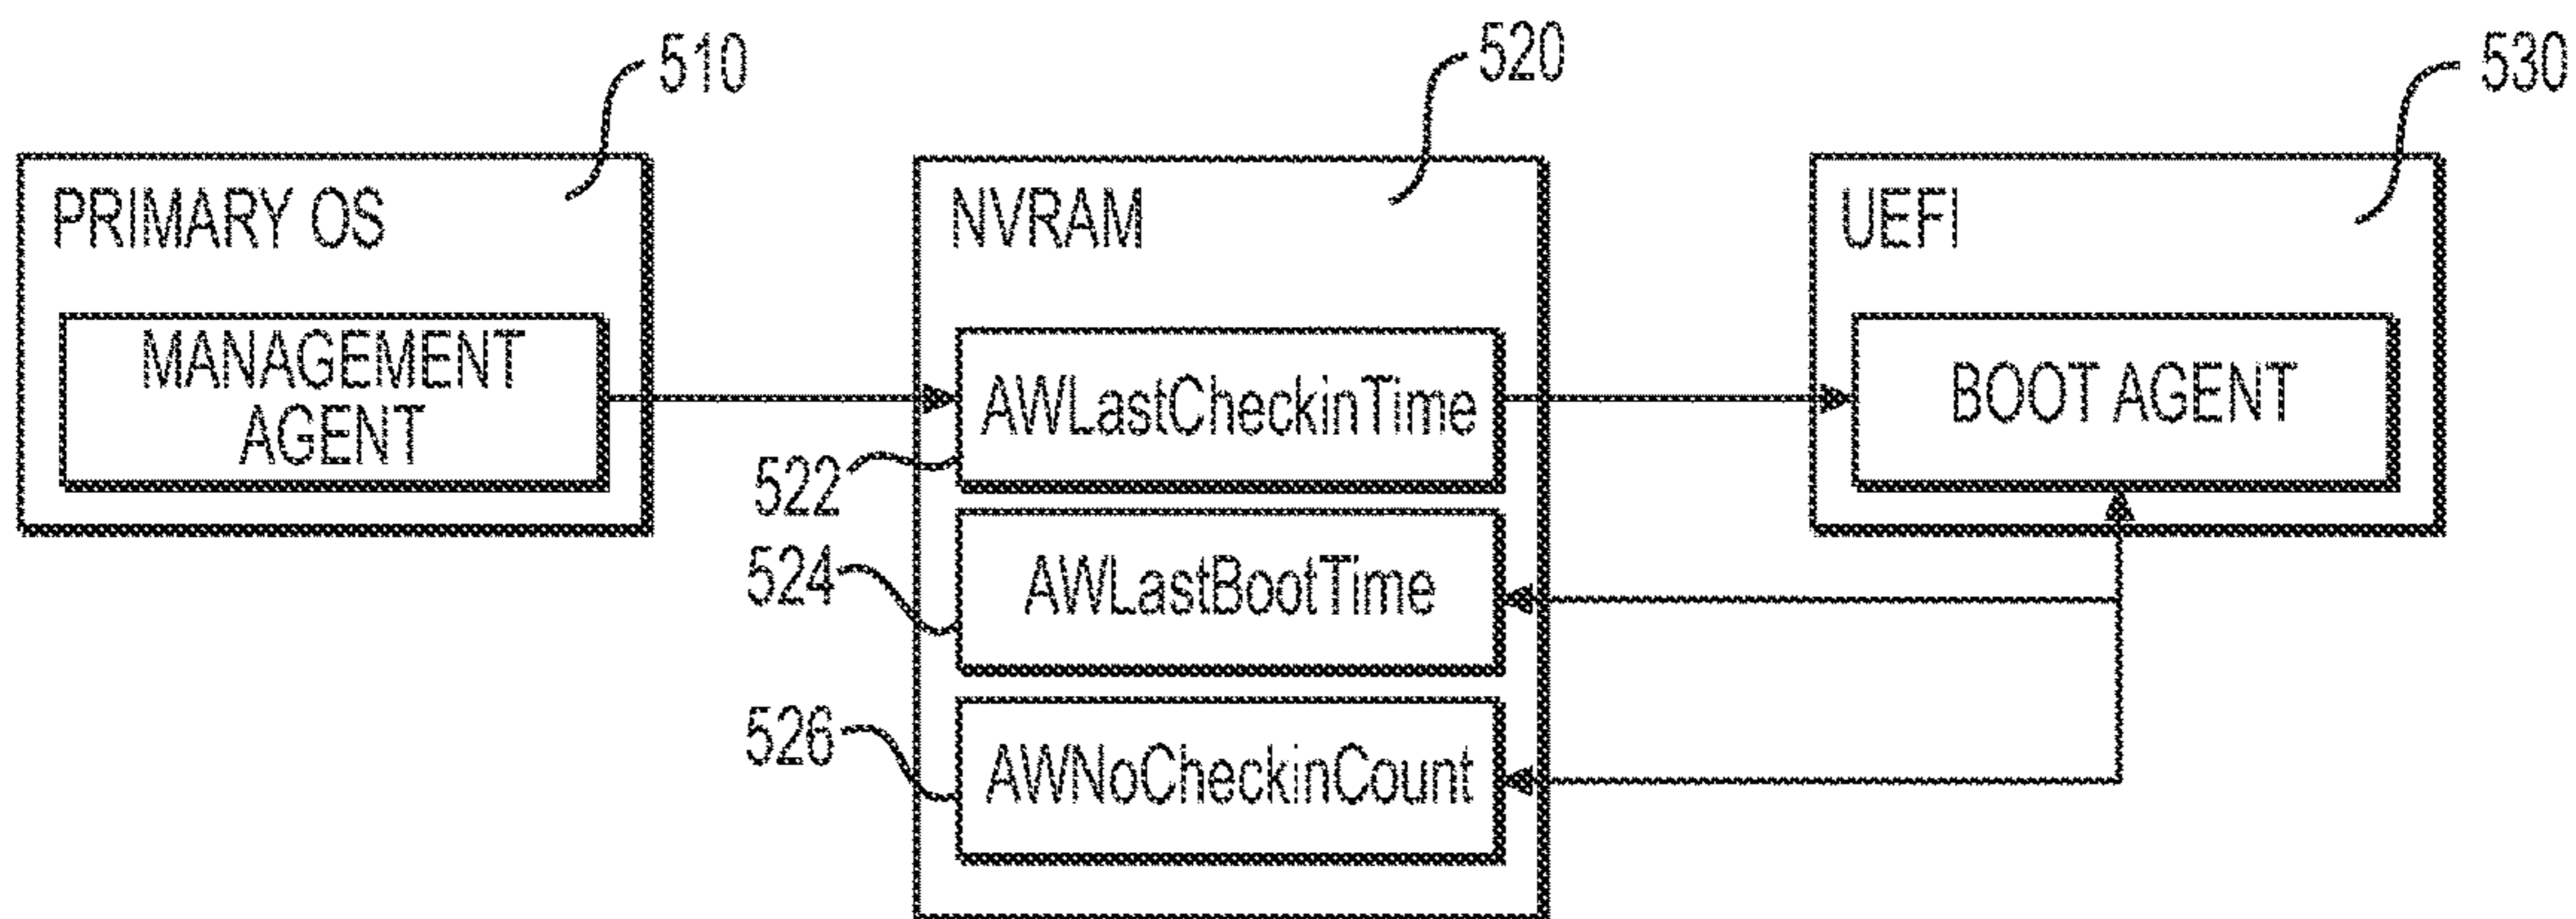 510
520
530
PRIMARY OS
NVRAM
UEFI
MANAGEMENT
AGENT
AWLastCheckinTime
BOOT AGENT
522
524
AWLastBootTime
526
AWNoCheckinCount